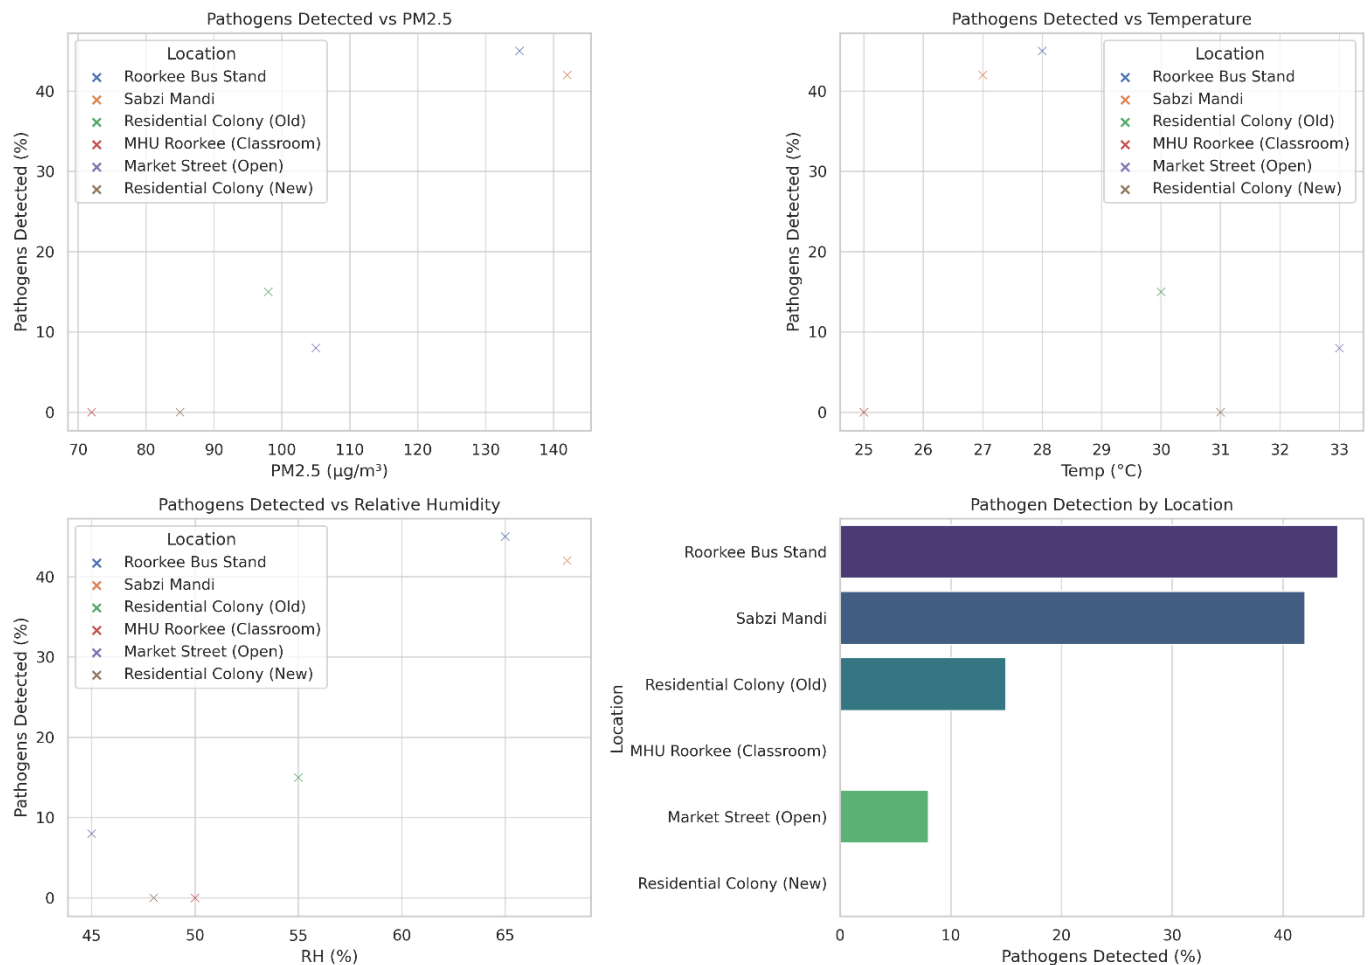 Pathogens Detected vs PM2.5
Pathogens Detected (%)
40
30
20
10
0
Location
Roorkee Bus Stand
Sabzi Mandi
Residential Colony (Old)
MHU Roorkee (Classroom)
Market Street (Open)
Residential Colony (New)
70 80 90 100 110 120 130 140
PM2.5 (μg/m³)
Pathogens Detected vs Temperature
Pathogens Detected (%)
40
30
20
10
0
Location
Roorkee Bus Stand
Sabzi Mandi
Residential Colony (Old)
MHU Roorkee (Classroom)
Market Street (Open)
Residential Colony (New)
25 26 27 28 29 30 31 32 33
Temp (°C)
Pathogens Detected vs Relative Humidity
Pathogens Detected (%)
40
30
20
10
0
Location
Roorkee Bus Stand
Sabzi Mandi
Residential Colony (Old)
MHU Roorkee (Classroom)
Market Street (Open)
Residential Colony (New)
45 50 55 60 65
RH (%)
Pathogen Detection by Location
Location
Roorkee Bus Stand
Sabzi Mandi
Residential Colony (Old)
MHU Roorkee (Classroom)
Market Street (Open)
Residential Colony (New)
0 10 20 30 40
Pathogens Detected (%)